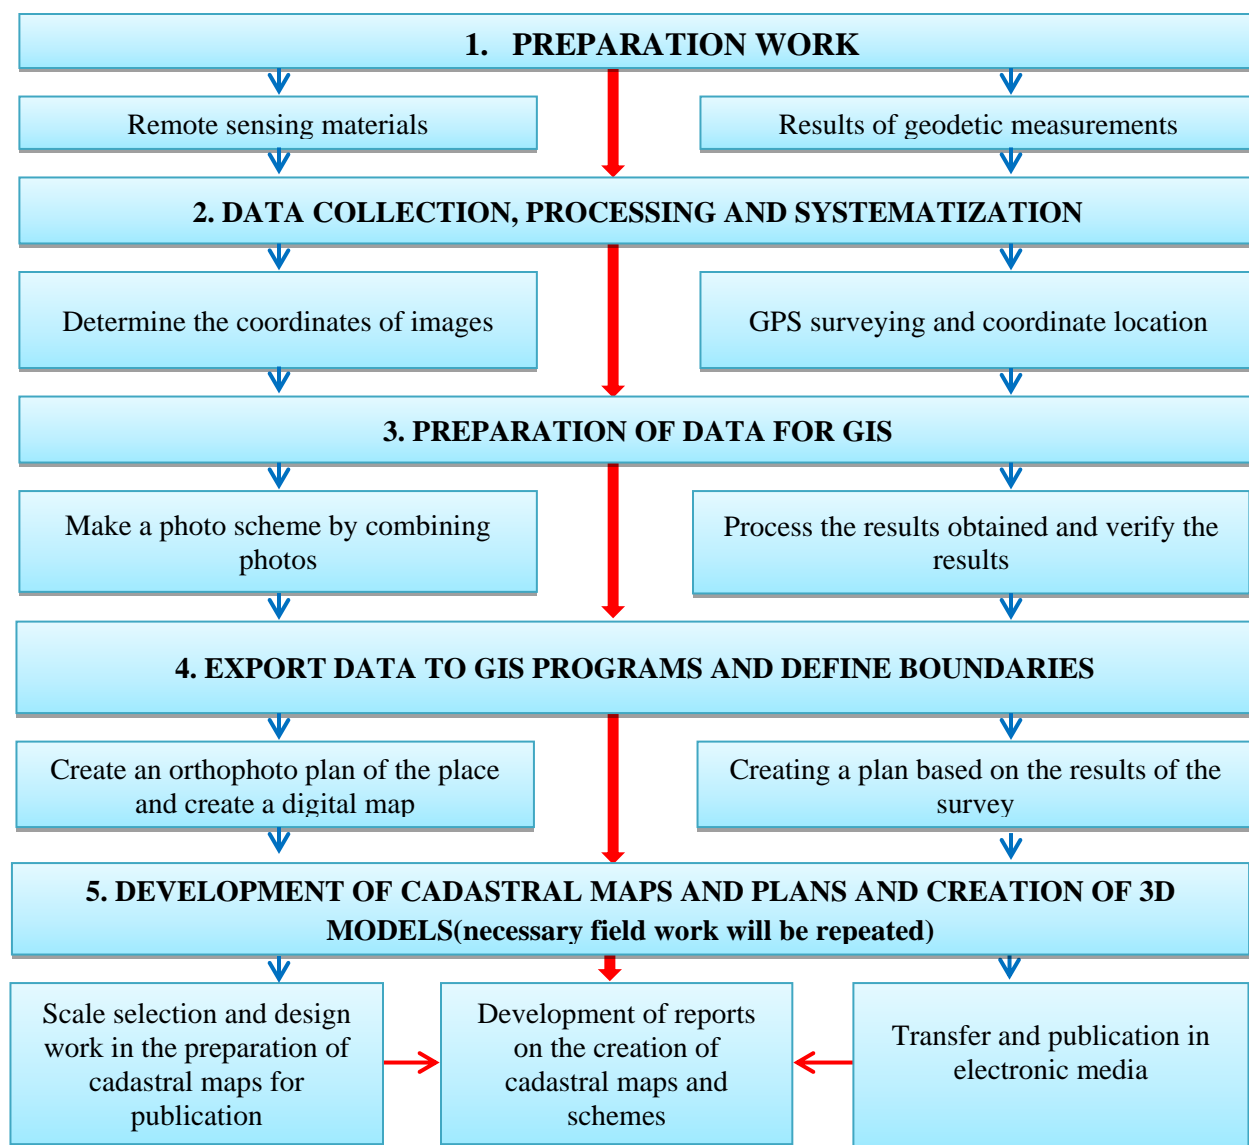 1. PREPARATION WORK
Remote sensing materials
Results of geodetic measurements
2. DATA COLLECTION, PROCESSING AND SYSTEMATIZATION
Determine the coordinates of images
GPS surveying and coordinate location
3. PREPARATION OF DATA FOR GIS
Make a photo scheme by combining
photos
Process the results obtained and verify the
results
4. EXPORT DATA TO GIS PROGRAMS AND DEFINE BOUNDARIES
Create an orthophoto plan of the place
and create a digital map
Creating a plan based on the results of the
survey
5. DEVELOPMENT OF CADASTRAL MAPS AND PLANS AND CREATION OF 3D
MODELS(necessary field work will be repeated)
Scale selection and design
work in the preparation of
cadastral maps for
publication
Development of reports
on the creation of
cadastral maps and
schemes
Transfer and publication in
electronic media